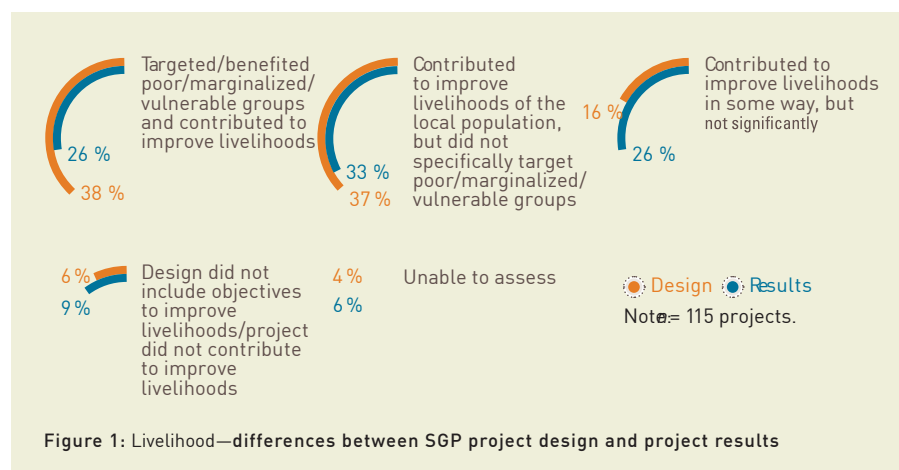 Targeted/benefited
poor/marginalized/
vulnerable groups
and contributed to
improve livelihoods
26 %
38 %
Contributed
to improve
livelihoods of the
local population,
but did not
specifically target
poor/marginalized/
vulnerable groups
33 %
37 %
Contributed to
improve livelihoods
in some way, but
not significantly
16 %
26 %
6 %
9 %
Design did not
include objectives
to improve
livelihoods/project
did not contribute
to improve
livelihoods
4 %
6 %
Unable to assess
Design Results
Note: n = 115 projects.
Figure 1: Livelihood—differences between SGP project design and project results